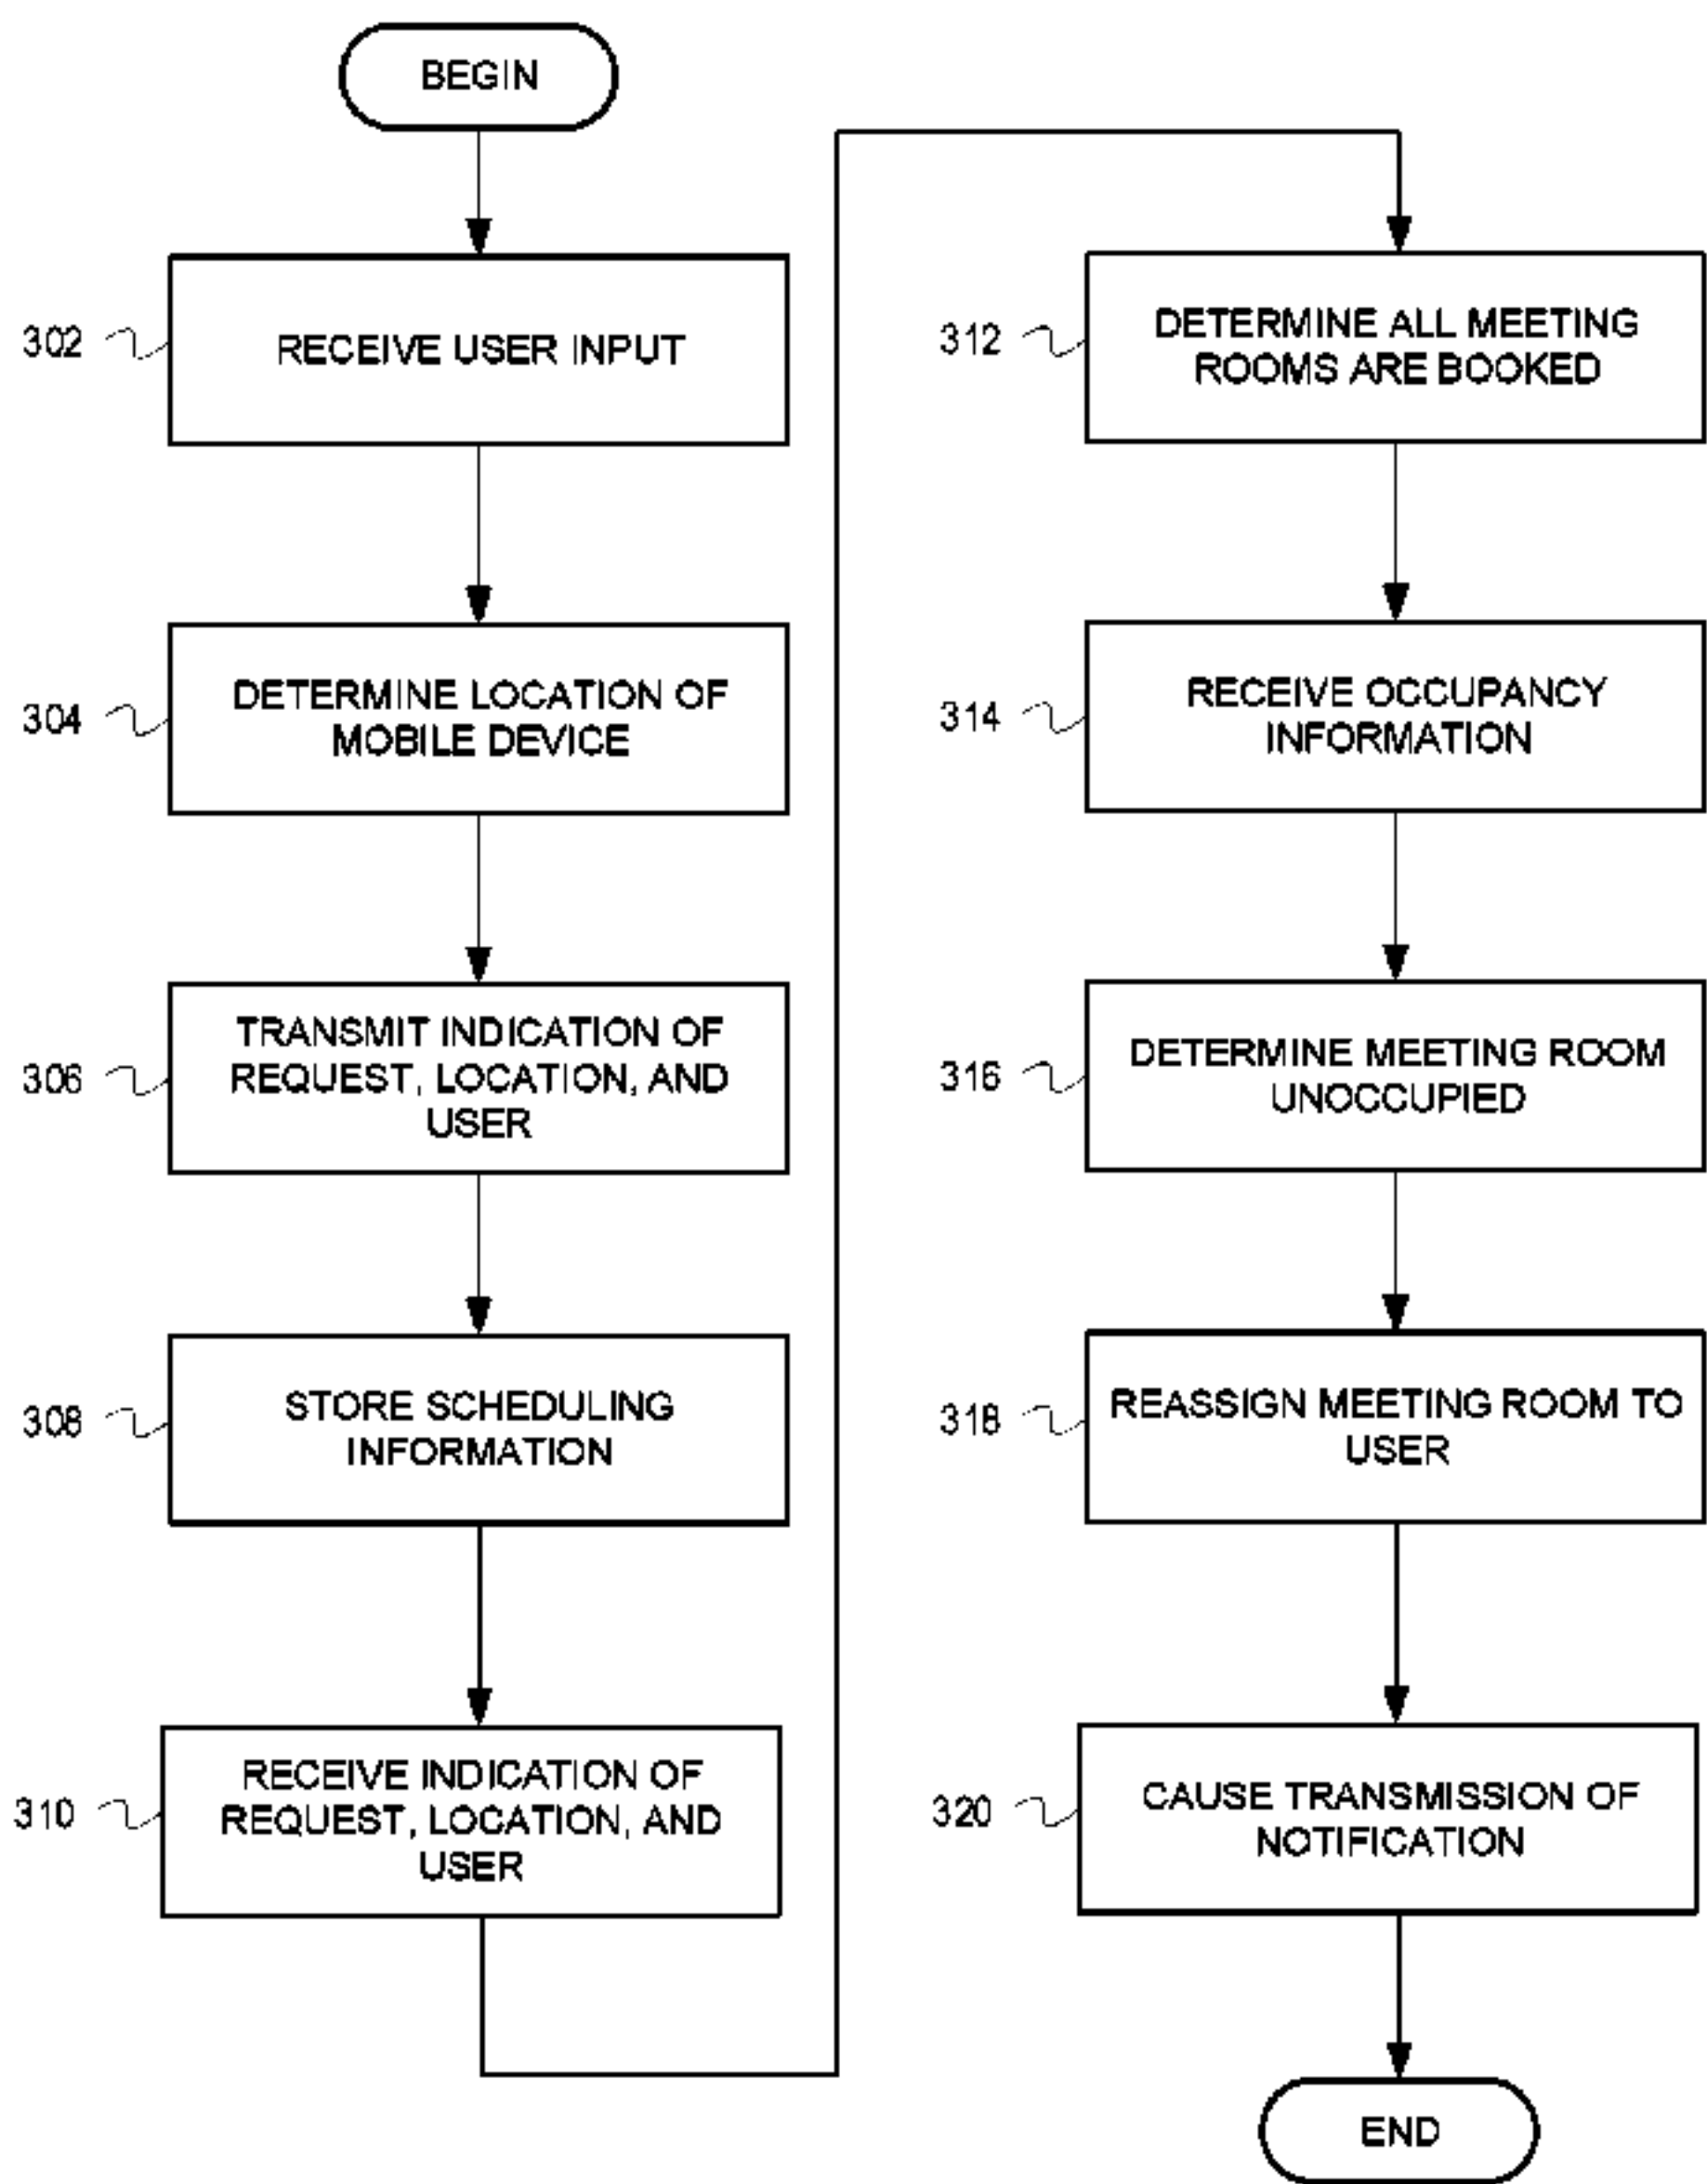 BEGIN
302
RECEIVE USER INPUT
304
DETERMINE LOCATION OF
MOBILE DEVICE
306
TRANSMIT INDICATION OF
REQUEST, LOCATION, AND
USER
308
STORE SCHEDULING
INFORMATION
310
RECEIVE INDICATION OF
REQUEST, LOCATION, AND
USER
312
DETERMINE ALL MEETING
ROOMS ARE BOOKED
314
RECEIVE OCCUPANCY
INFORMATION
316
DETERMINE MEETING ROOM
UNOCCUPIED
318
REASSIGN MEETING ROOM TO
USER
320
CAUSE TRANSMISSION OF
NOTIFICATION
END